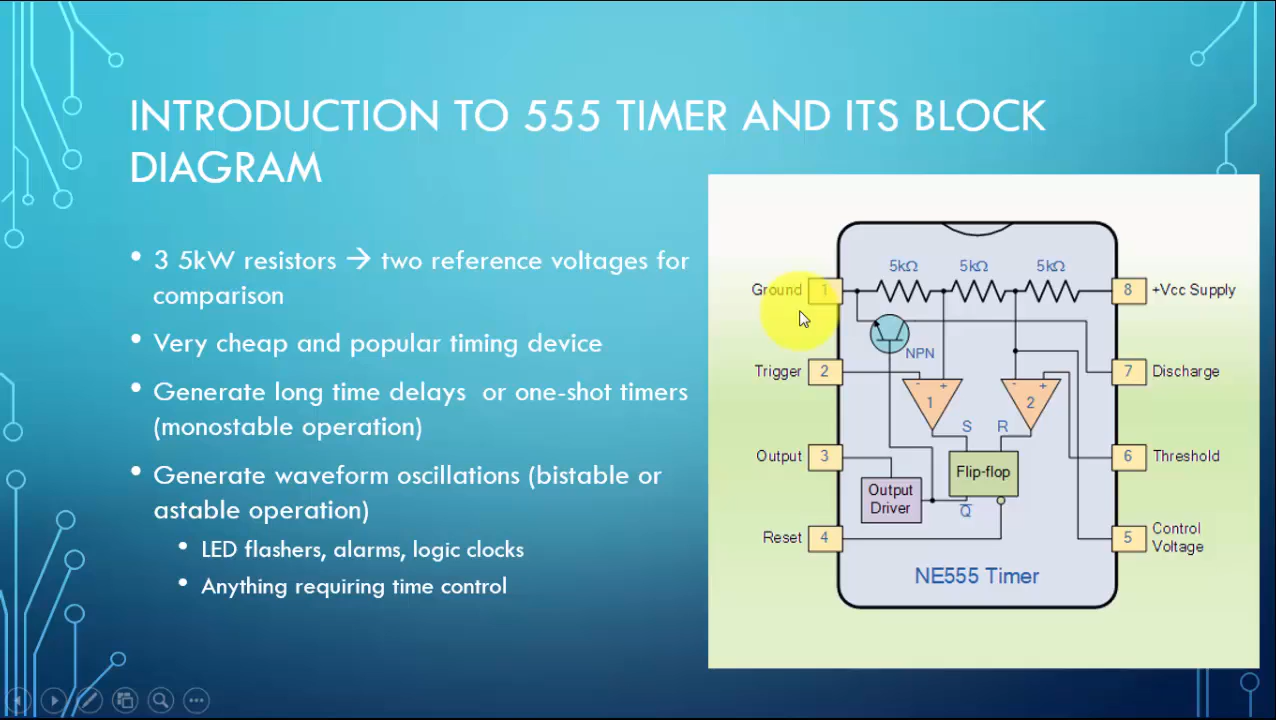 INTRODUCTION TO 555 TIMER AND ITS BLOCK
DIAGRAM
• 3 5kW resistors → two reference voltages for
comparison
• Very cheap and popular timing device
• Generate long time delays or one-shot timers
(monostable operation)
• Generate waveform oscillations (bistable or
astable operation)
• LED flashers, alarms, logic clocks
• Anything requiring time control
5kΩ 5kΩ 5kΩ
Ground 1 8 +Vcc Supply
NPN
Trigger 2 7 Discharge
- + - +
1 2
S R
Output 3 6 Threshold
Flip-flop
Output
Driver
Q̅
Reset 4 5 Control
Voltage
NE555 Timer